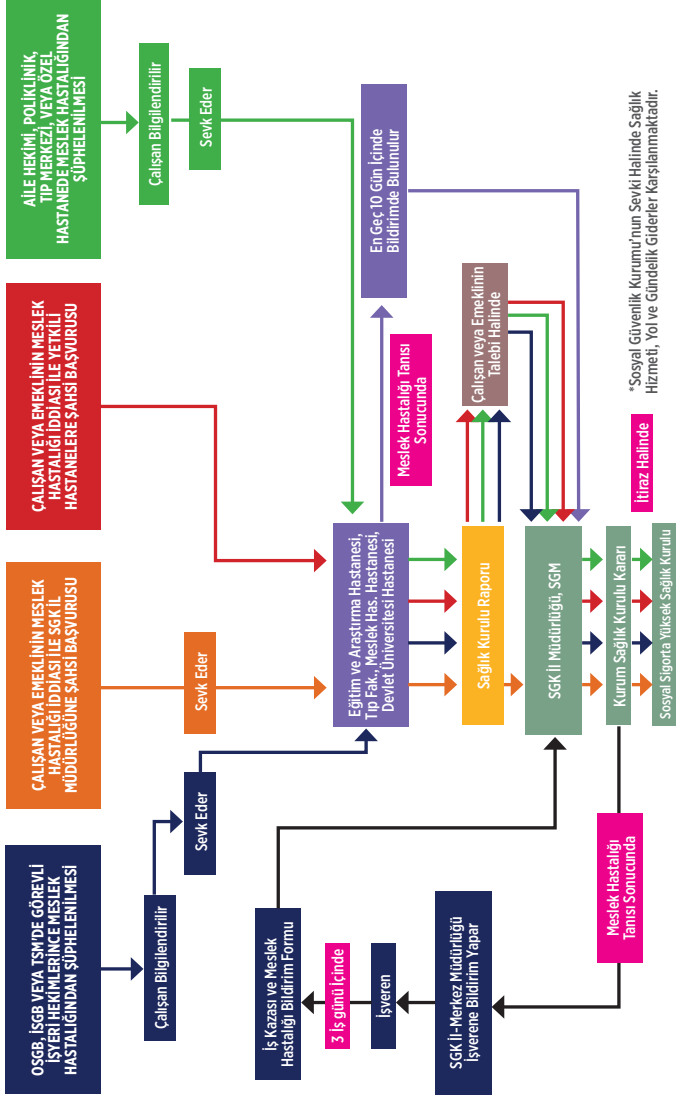 OSGB, İSGB VEYA TSM'DE GÖREVLİ
İŞYERİ HEKİMLERİNCE MESLEK
HASTALIĞINDAN ŞÜPHELENİLMESİ
ÇALIŞAN VEYA EMEKLİNİN MESLEK
HASTALIĞI İDDİASI İLE SGK İL
MÜDÜRLÜĞÜNE ŞAHSİ BAŞVURUSU
ÇALIŞAN VEYA EMEKLİNİN MESLEK
HASTALIĞI İDDİASI İLE YETKİLİ
HASTANELERE ŞAHSİ BAŞVURUSU
AİLE HEKİMİ, POLİKLİNİK,
TIP MERKEZİ, VEYA ÖZEL
HASTANEDE MESLEK HASTALIĞINDAN
ŞÜPHELENİLMESİ
Çalışan Bilgilendirilir
Sevk Eder
Sevk Eder
Çalışan Bilgilendirilir
Sevk Eder
İş Kazası ve Meslek
Hastalığı Bildirim Formu
3 İş günü İçinde
İşveren
SGK İl-Merkez Müdürlüğü
İşverene Bildirim Yapar
Eğitim ve Araştırma Hastanesi,
Tıp Fak., Meslek Has. Hastanesi,
Devlet Üniversitesi Hastanesi
Meslek Hastalığı Tanısı
Sonucunda
En Geç 10 Gün İçinde
Bildirimde Bulunulur
Sağlık Kurulu Raporu
Çalışan veya Emeklinin
Talebi Halinde
SGK İl Müdürlüğü, SGM
Meslek Hastalığı
Tanısı Sonucunda
Kurum Sağlık Kurulu Kararı
İtiraz Halinde
Sosyal Sigorta Yüksek Sağlık Kurulu
*Sosyal Güvenlik Kurumu'nun Sevki Halinde Sağlık
Hizmeti, Yol ve Gündelik Giderler Karşılanmaktadır.